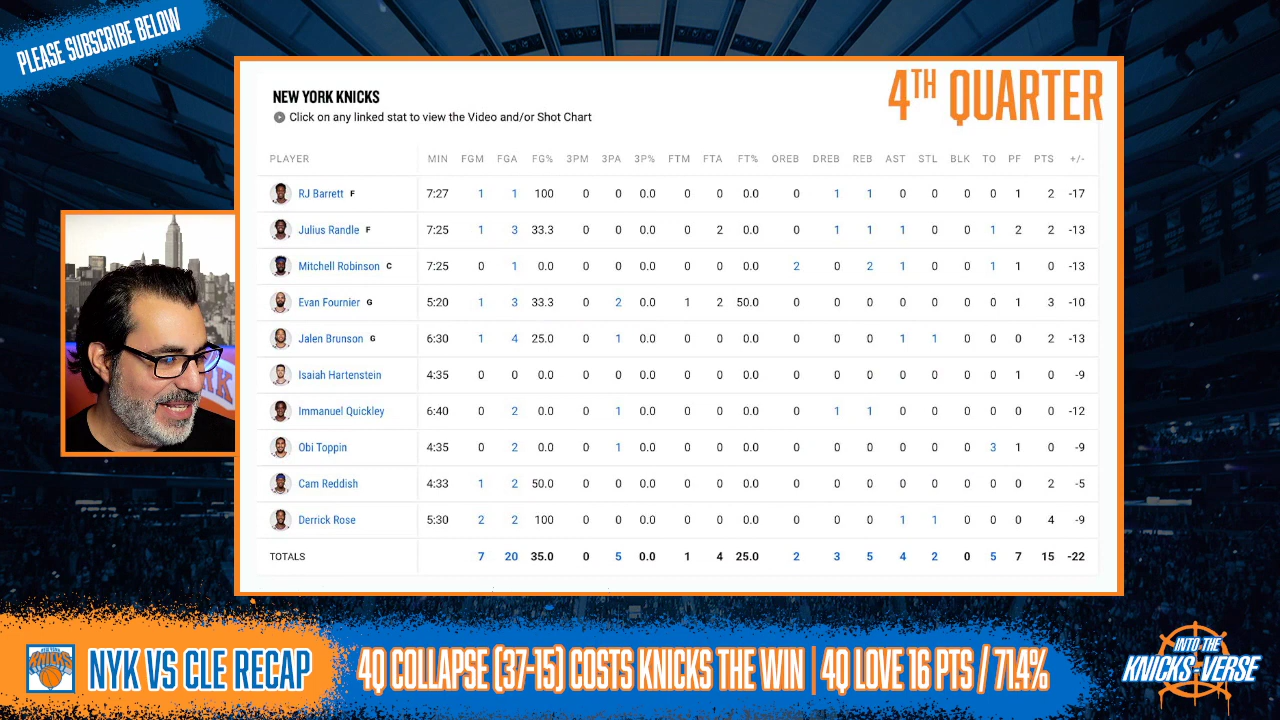 PLEASE SUBSCRIBE BELOW
4TH QUARTER
NEW YORK KNICKS
Click on any linked stat to view the Video and/or Shot Chart
PLAYER MIN FGM FGA FG% 3PM 3PA 3P% FTM FTA FT% OREB DREB REB AST STL BLK TO PF PTS +/-
RJ Barrett F 7:27 1 1 100 0 0 0.0 0 0 0.0 0 1 1 0 0 0 0 1 2 -17
Julius Randle F 7:25 1 3 33.3 0 0 0.0 0 2 0.0 0 1 1 1 0 0 1 2 2 -13
Mitchell Robinson C 7:25 0 1 0.0 0 0 0.0 0 0 0.0 2 0 2 1 0 0 1 1 0 -13
Evan Fournier G 5:20 1 3 33.3 0 2 0.0 1 2 50.0 0 0 0 0 0 0 0 1 3 -10
Jalen Brunson G 6:30 1 4 25.0 0 1 0.0 0 0 0.0 0 0 0 1 1 0 0 0 2 -13
Isaiah Hartenstein 4:35 0 0 0.0 0 0 0.0 0 0 0.0 0 0 0 0 0 0 0 1 0 -9
Immanuel Quickley 6:40 0 2 0.0 0 1 0.0 0 0 0.0 0 1 1 0 0 0 0 0 0 -12
Obi Toppin 4:35 0 2 0.0 0 1 0.0 0 0 0.0 0 0 0 0 0 0 3 1 0 -9
Cam Reddish 4:33 1 2 50.0 0 0 0.0 0 0 0.0 0 0 0 0 0 0 0 0 2 -5
Derrick Rose 5:30 2 2 100 0 0 0.0 0 0 0.0 0 0 0 1 1 0 0 0 4 -9
TOTALS 7 20 35.0 0 5 0.0 1 4 25.0 2 3 5 4 2 0 5 7 15 -22
NEW YORK
KNICKS
NYK VS CLE RECAP
4Q COLLAPSE (37-15) COSTS KNICKS THE WIN | 4Q LOVE 16 PTS / 71.4%
INTO THE
KNICKS-VERSE